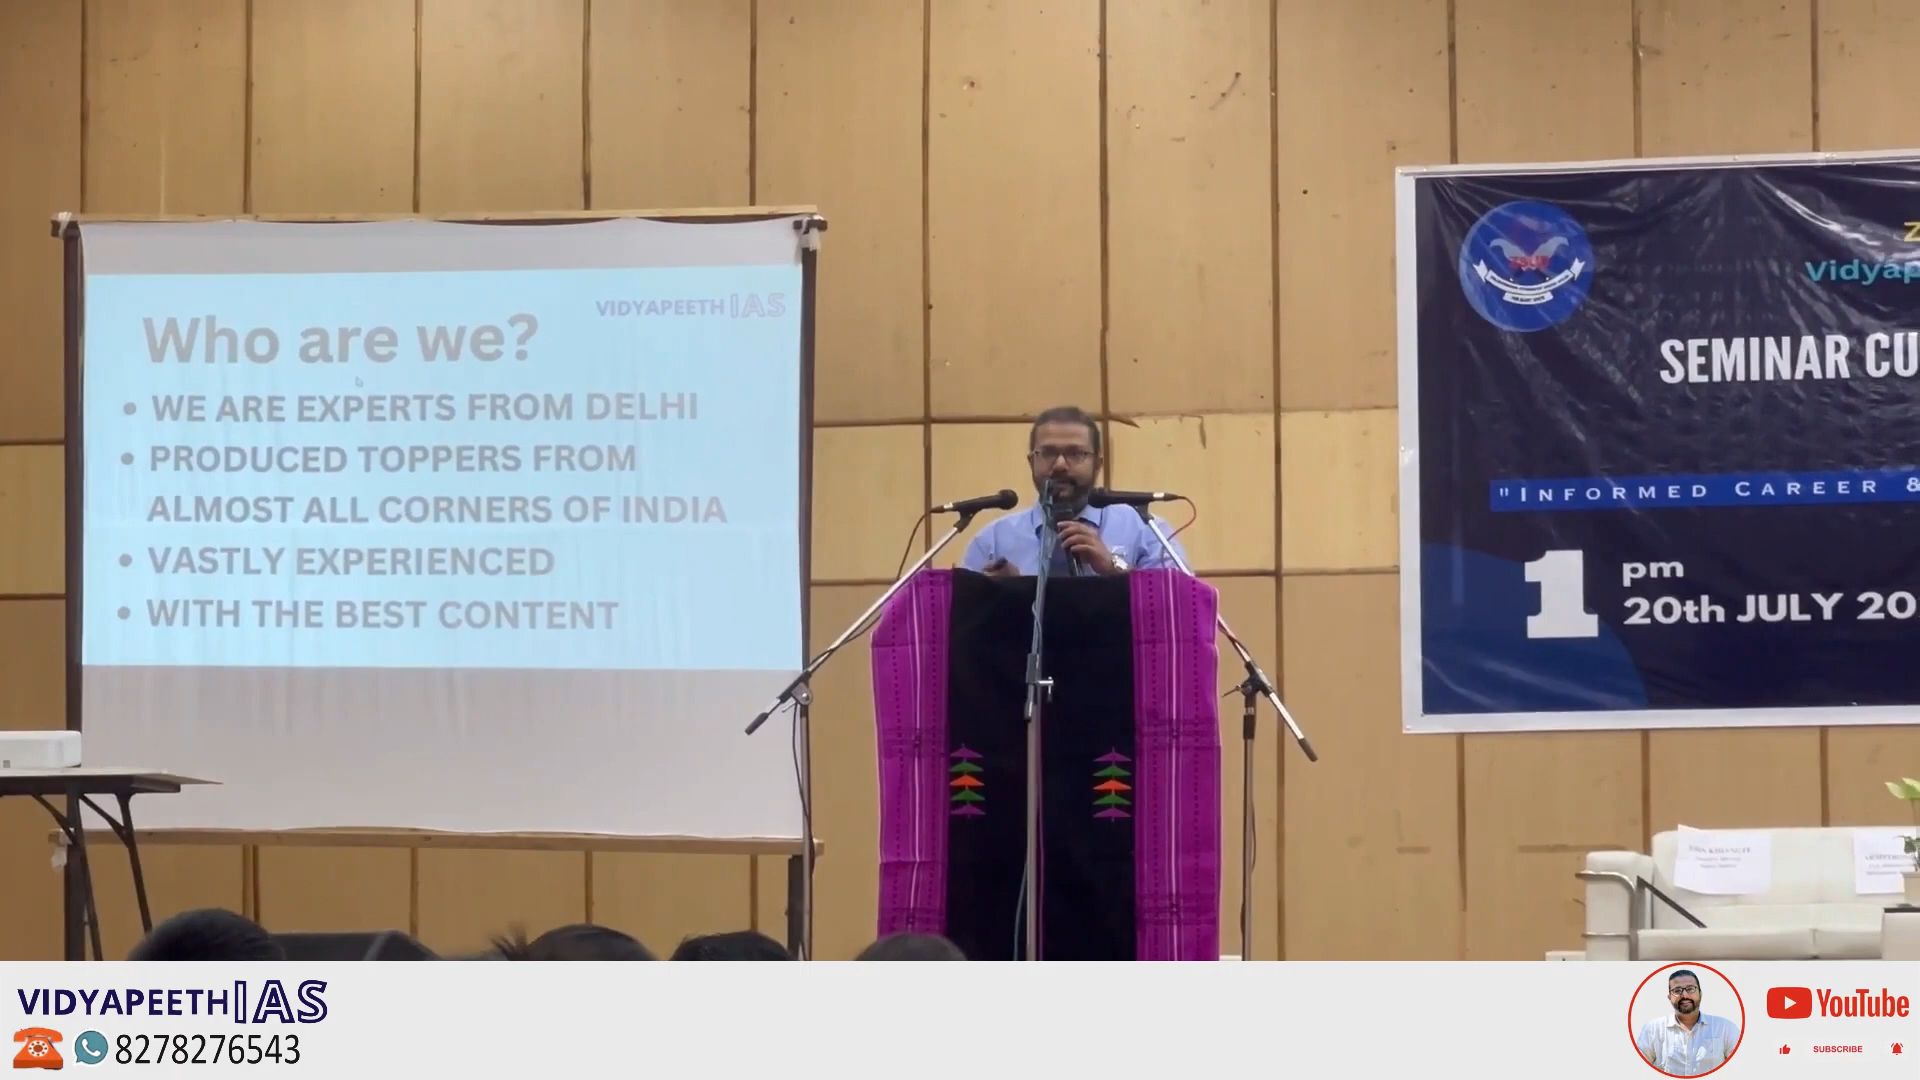 VIDYAPEETH IAS
Who are we?
• WE ARE EXPERTS FROM DELHI
• PRODUCED TOPPERS FROM
ALMOST ALL CORNERS OF INDIA
• VASTLY EXPERIENCED
• WITH THE BEST CONTENT
Z
Vidyap
SEMINAR CU
"INFORMED CAREER &
1 pm
20th JULY 20
VIDYAPEETH IAS
8278276543
YouTube
SUBSCRIBE